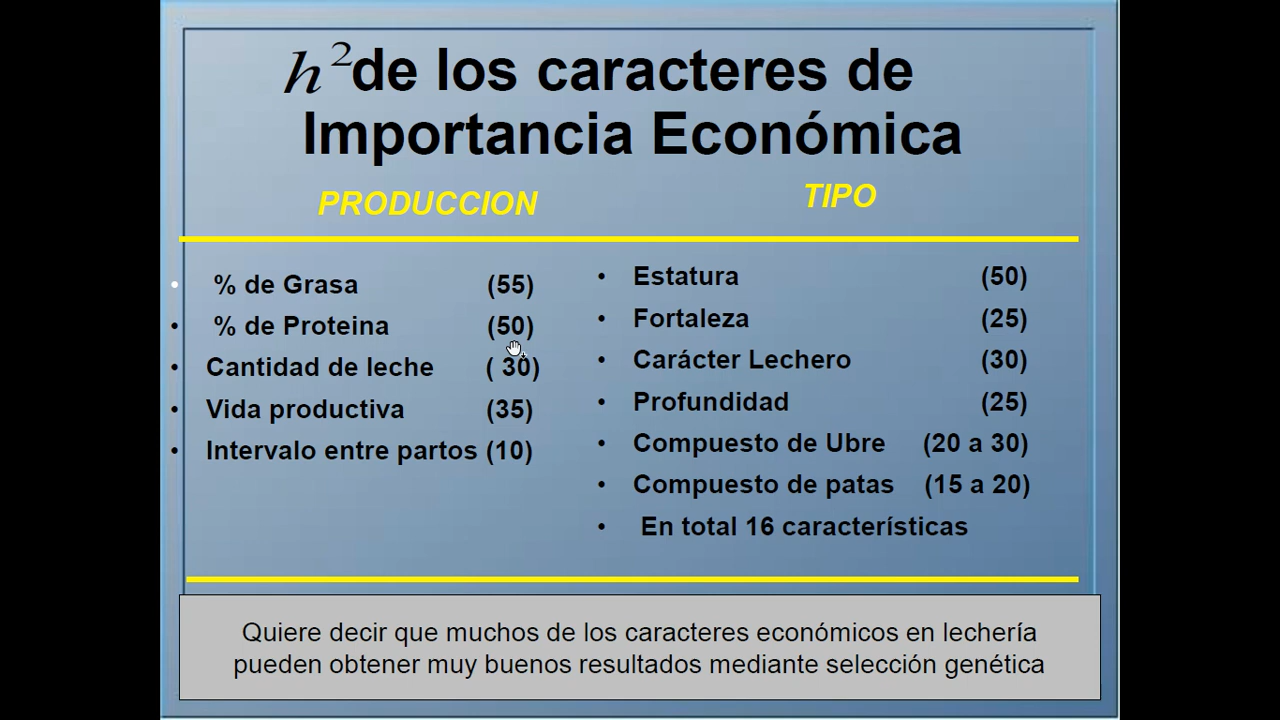 h² de los caracteres de
Importancia Económica
PRODUCCION
% de Grasa (55)
% de Proteina (50)
Cantidad de leche ( 30)
Vida productiva (35)
Intervalo entre partos (10)
TIPO
Estatura (50)
Fortaleza (25)
Carácter Lechero (30)
Profundidad (25)
Compuesto de Ubre (20 a 30)
Compuesto de patas (15 a 20)
En total 16 características
Quiere decir que muchos de los caracteres económicos en lechería
pueden obtener muy buenos resultados mediante selección genética